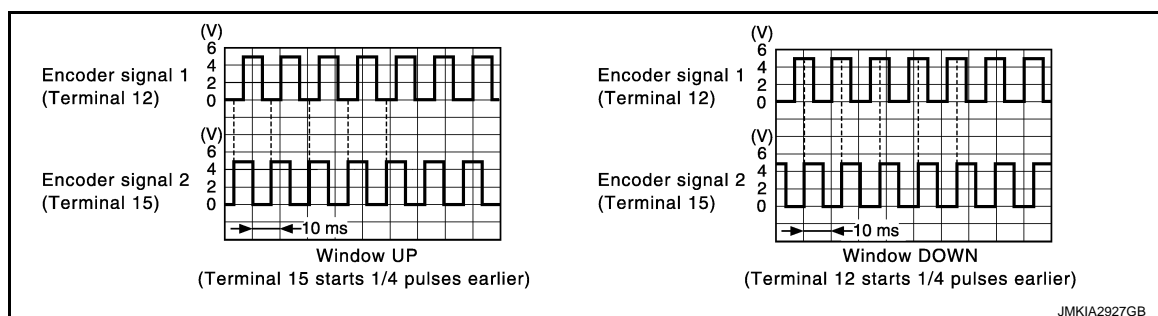 (V)
6
4
2
0
Encoder signal 1
(Terminal 12)
(V)
6
4
2
0
Encoder signal 2
(Terminal 15)
10 ms
Window UP
(Terminal 15 starts 1/4 pulses earlier)
(V)
6
4
2
0
Encoder signal 1
(Terminal 12)
(V)
6
4
2
0
Encoder signal 2
(Terminal 15)
10 ms
Window DOWN
(Terminal 12 starts 1/4 pulses earlier)
JMKIA2927GB